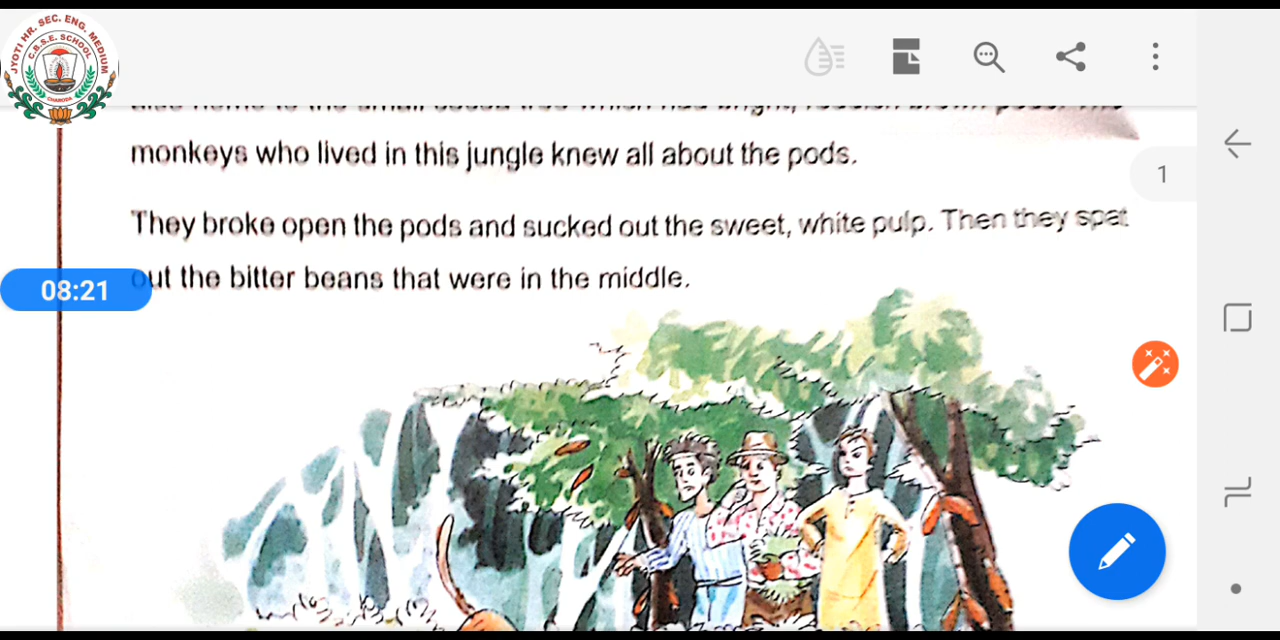 JYOTI HR. SEC. ENG. MEDIUM
C.B.S.E. SCHOOL
monkeys who lived in this jungle knew all about the pods.
1
They broke open the pods and sucked out the sweet, white pulp. Then they spat
08:21
out the bitter beans that were in the middle.